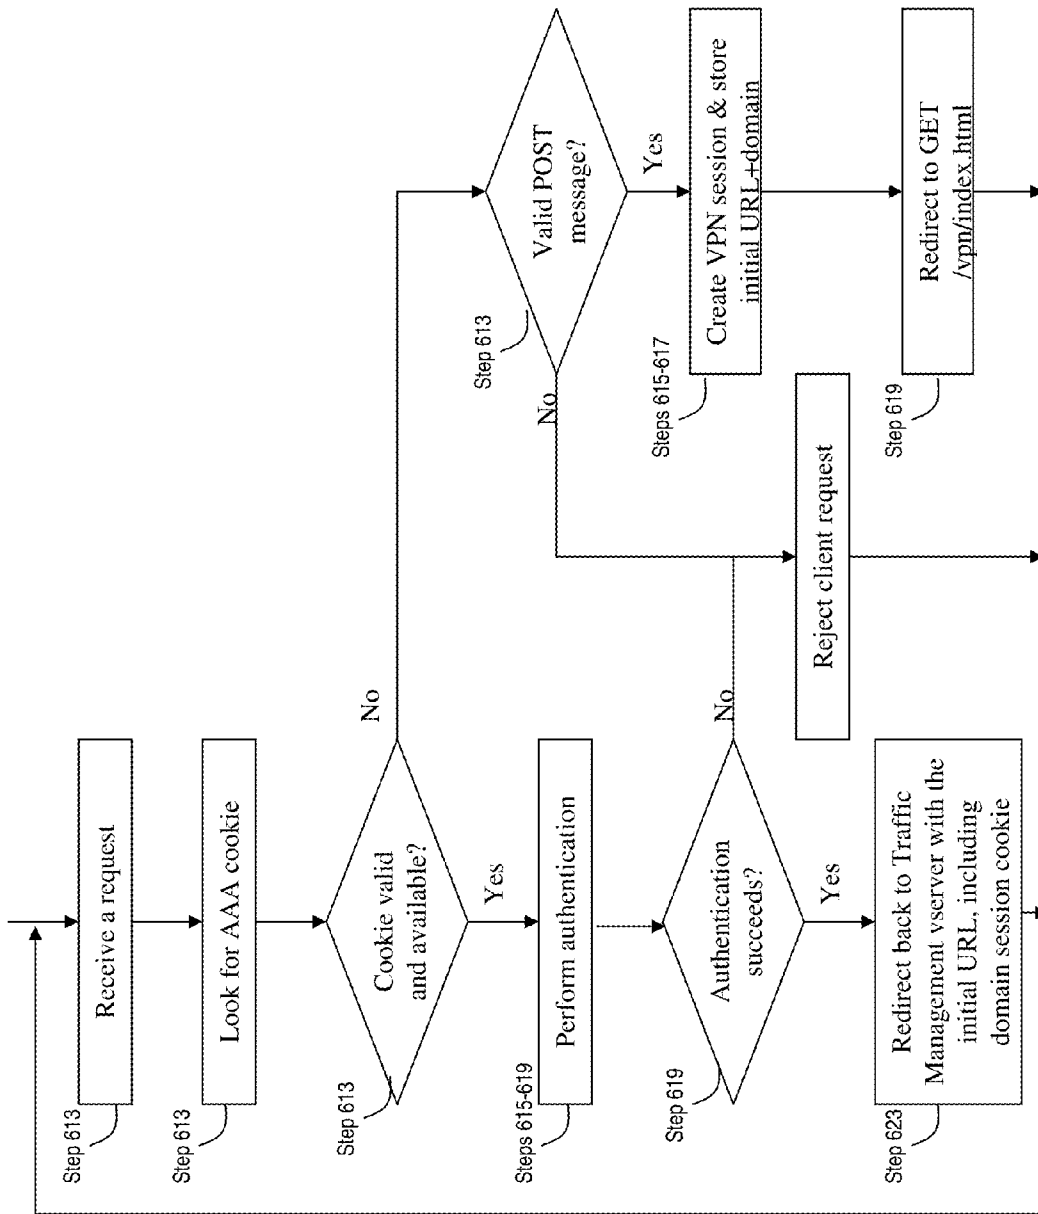 Receive a request
Step 613
Look for AAA cookie
Step 613
Cookie valid
and available?
Step 613
No
Yes
Valid POST
message?
Step 613
No
Yes
Perform authentication
Steps 615-619
Create VPN session & store
initial URL+domain
Steps 615-617
Authentication
succeeds?
Step 619
No
Yes
Reject client request
Redirect back to Traffic
Management vserver with the
initial URL, including
domain session cookie
Step 623
Redirect to GET
/vpn/index.html
Step 619